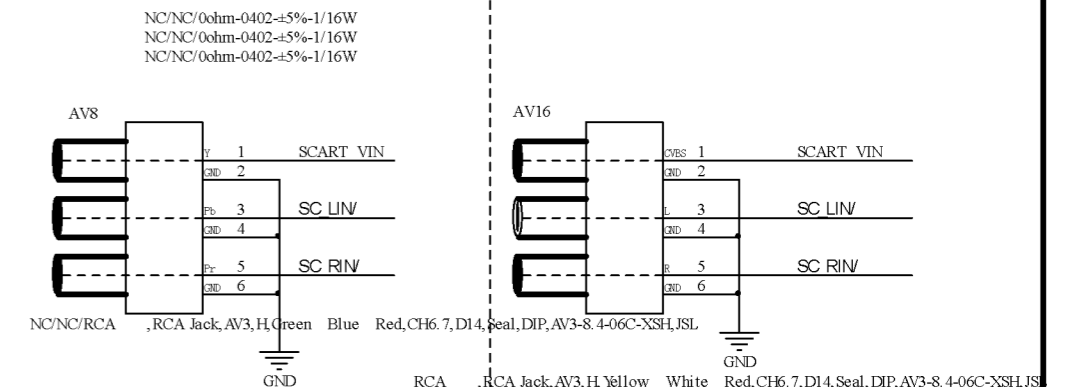 NC/NC/0ohm-0402-±5%-1/16W
NC/NC/0ohm-0402-±5%-1/16W
NC/NC/0ohm-0402-±5%-1/16W
AV8
Y 1 SCART_VIN
GND 2
Pb 3 SC_LIN/
GND 4
Pr 5 SC_RIN/
GND 6
NC/NC/RCA ,RCA Jack,AV3,H,Green Blue Red,CH6.7,D14,Seal,DIP,AV3-8.4-06C-XSH,JSL
GND
AV16
CVBS 1 SCART_VIN
GND 2
L 3 SC_LIN/
GND 4
R 5 SC_RIN/
GND 6
GND
RCA ,RCA Jack,AV3,H,Yellow White Red,CH6.7,D14,Seal,DIP,AV3-8.4-06C-XSH,JSL